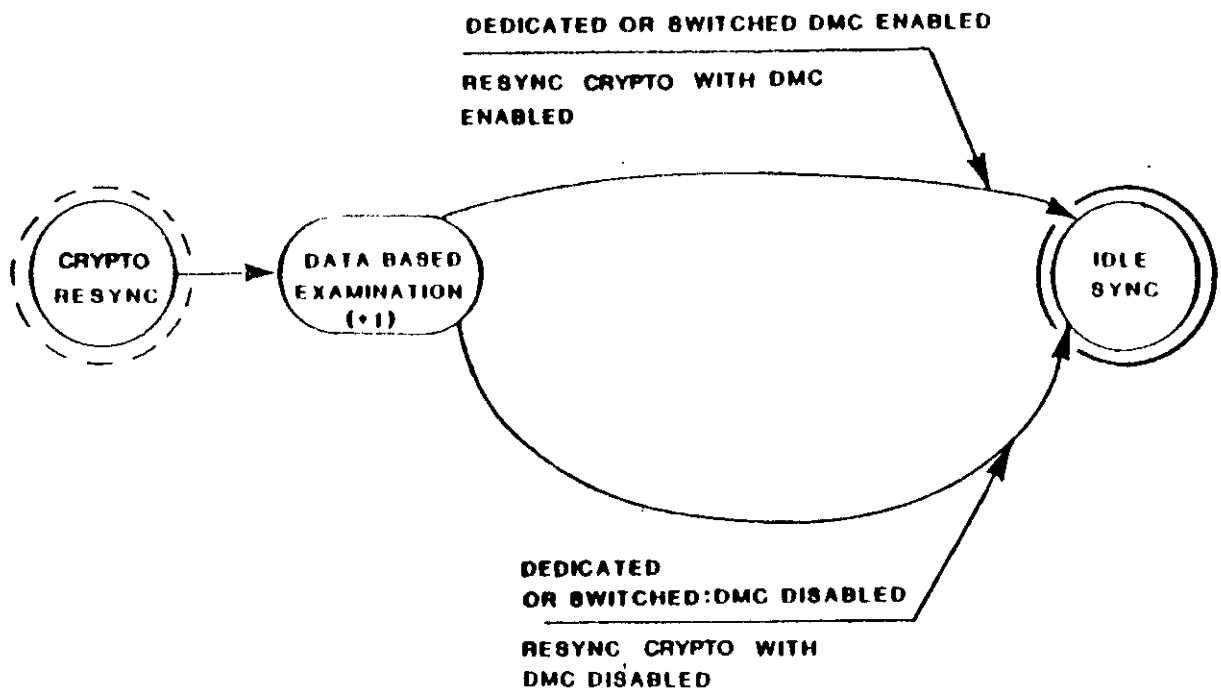 DEDICATED OR SWITCHED DMC ENABLED
RESYNC CRYPTO WITH DMC
ENABLED
CRYPTO
RESYNC
DATA BASED
EXAMINATION
(*1)
IDLE
SYNC
DEDICATED
OR SWITCHED:DMC DISABLED
RESYNC CRYPTO WITH
DMC DISABLED